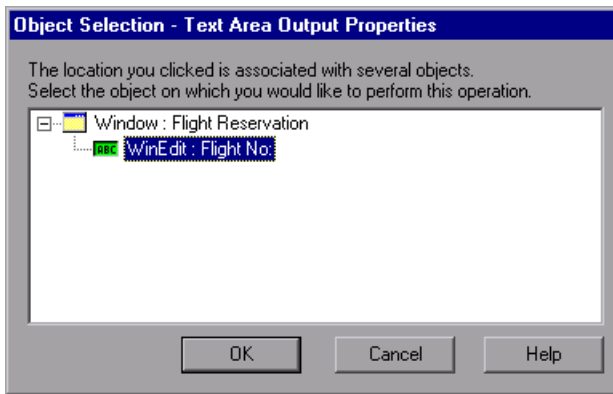 Object Selection - Text Area Output Properties
The location you clicked is associated with several objects.
Select the object on which you would like to perform this operation.
Window : Flight Reservation
ABC WinEdit : Flight No:
OK Cancel Help